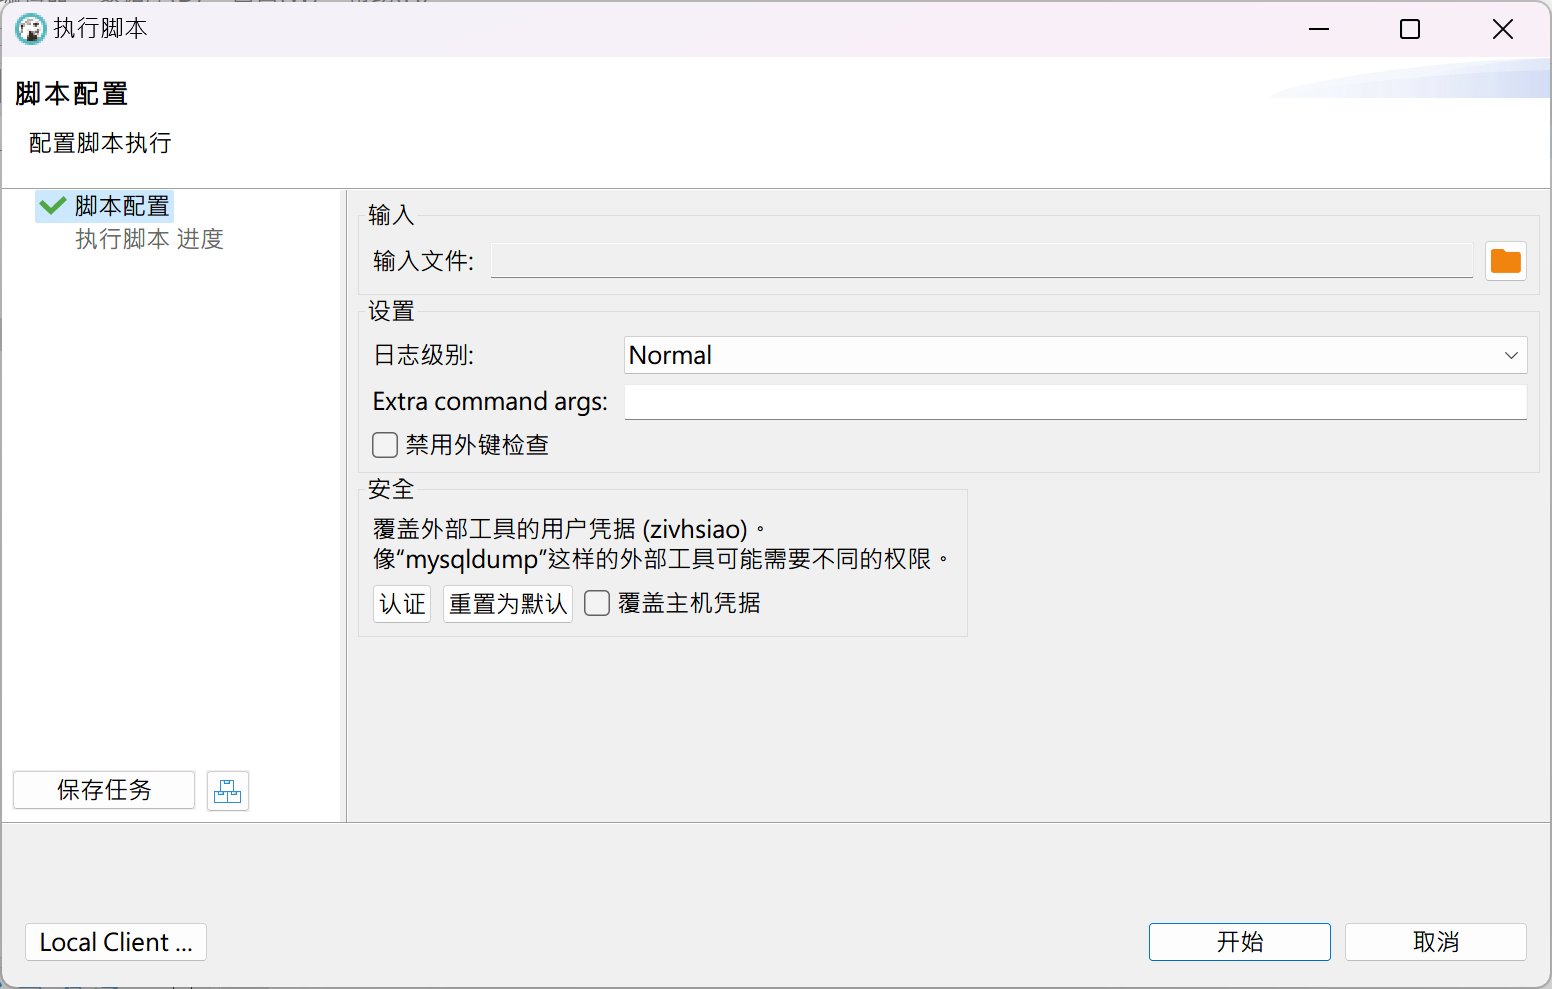 执行脚本
脚本配置
配置脚本执行
脚本配置
执行脚本 进度
输入
输入文件:
设置
日志级别:
Normal
Extra command args:
禁用外键检查
安全
覆盖外部工具的用户凭据 (zivhsiao)。
像“mysqldump”这样的外部工具可能需要不同的权限。
认证
重置为默认
覆盖主机凭据
保存任务
Local Client ...
开始
取消